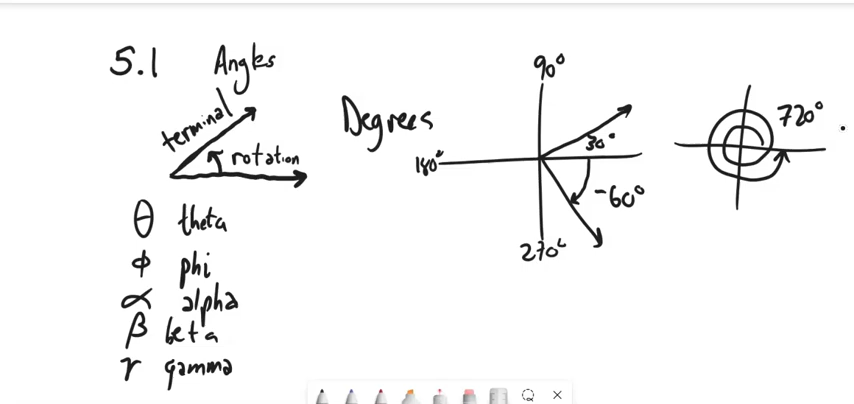 5.1 Angles
terminal
rotation
θ theta
ϕ phi
α alpha
β beta
γ gamma
Degrees
90°
180°
30°
-60°
270°
720°